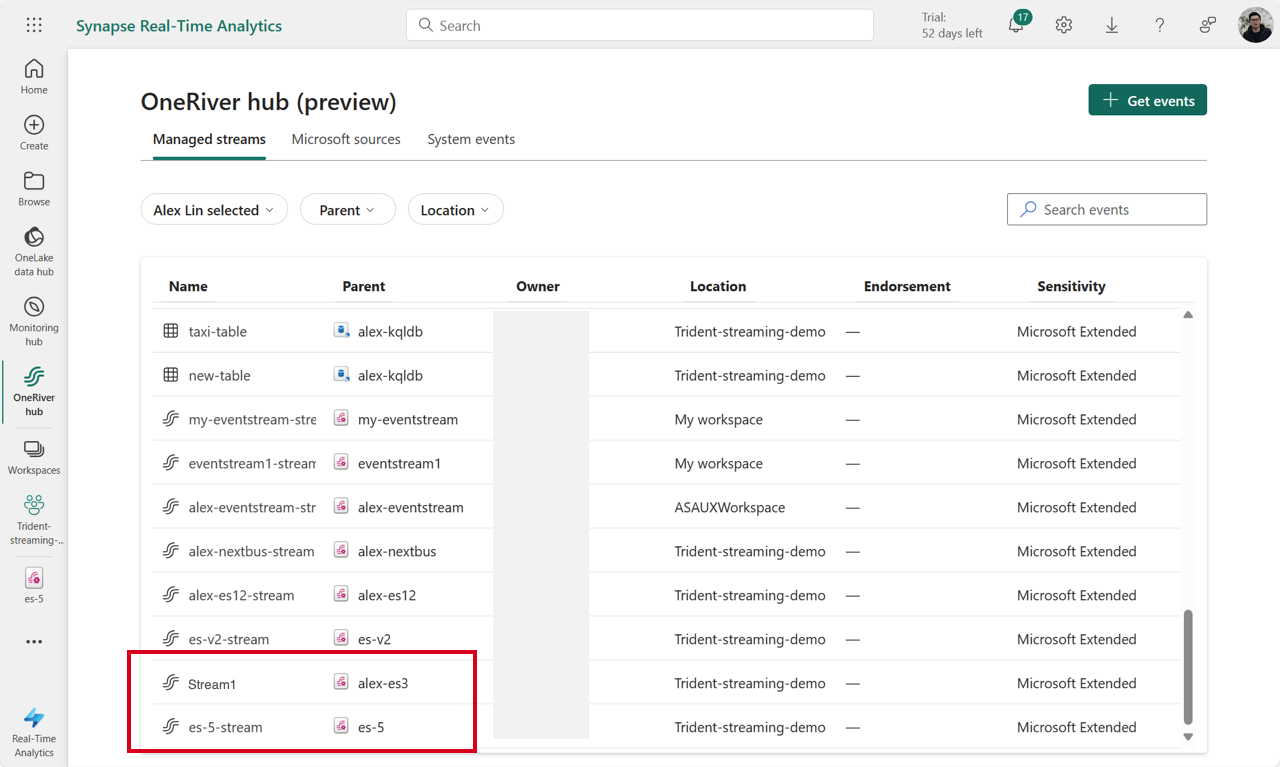 Synapse Real-Time Analytics
Search
Trial:
52 days left
17
Home
Create
Browse
OneLake
data hub
Monitoring
hub
OneRiver
hub
Workspaces
Trident-
streaming-...
es-5
Real-Time
Analytics
OneRiver hub (preview)
Get events
Managed streams Microsoft sources System events
Alex Lin selected Parent Location
Search events
Name Parent Owner Location Endorsement Sensitivity
taxi-table alex-kqldb Trident-streaming-demo — Microsoft Extended
new-table alex-kqldb Trident-streaming-demo — Microsoft Extended
my-eventstream-stre my-eventstream My workspace — Microsoft Extended
eventstream1-stream eventstream1 My workspace — Microsoft Extended
alex-eventstream-str alex-eventstream ASAUXWorkspace — Microsoft Extended
alex-nextbus-stream alex-nextbus Trident-streaming-demo — Microsoft Extended
alex-es12-stream alex-es12 Trident-streaming-demo — Microsoft Extended
es-v2-stream es-v2 Trident-streaming-demo — Microsoft Extended
Stream1 alex-es3 Trident-streaming-demo — Microsoft Extended
es-5-stream es-5 Trident-streaming-demo — Microsoft Extended